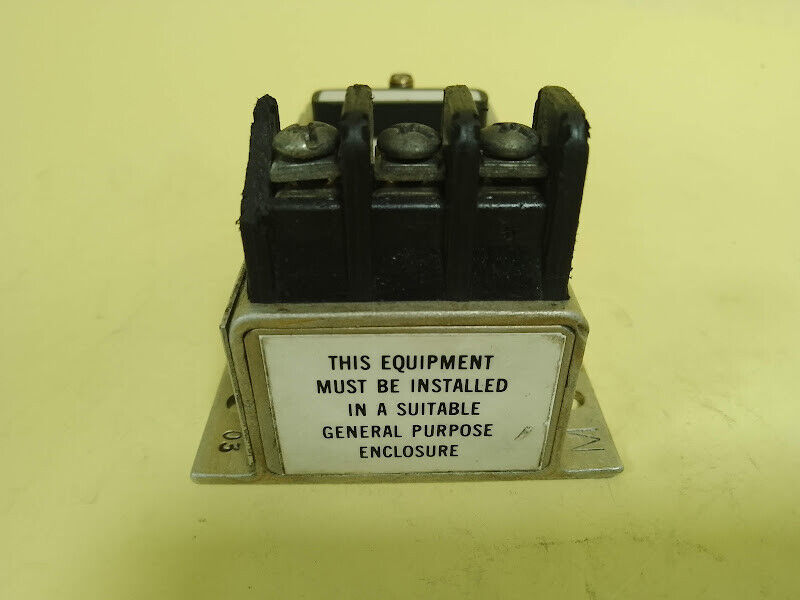 THIS EQUIPMENT
MUST BE INSTALLED
IN A SUITABLE
GENERAL PURPOSE
ENCLOSURE
03
M